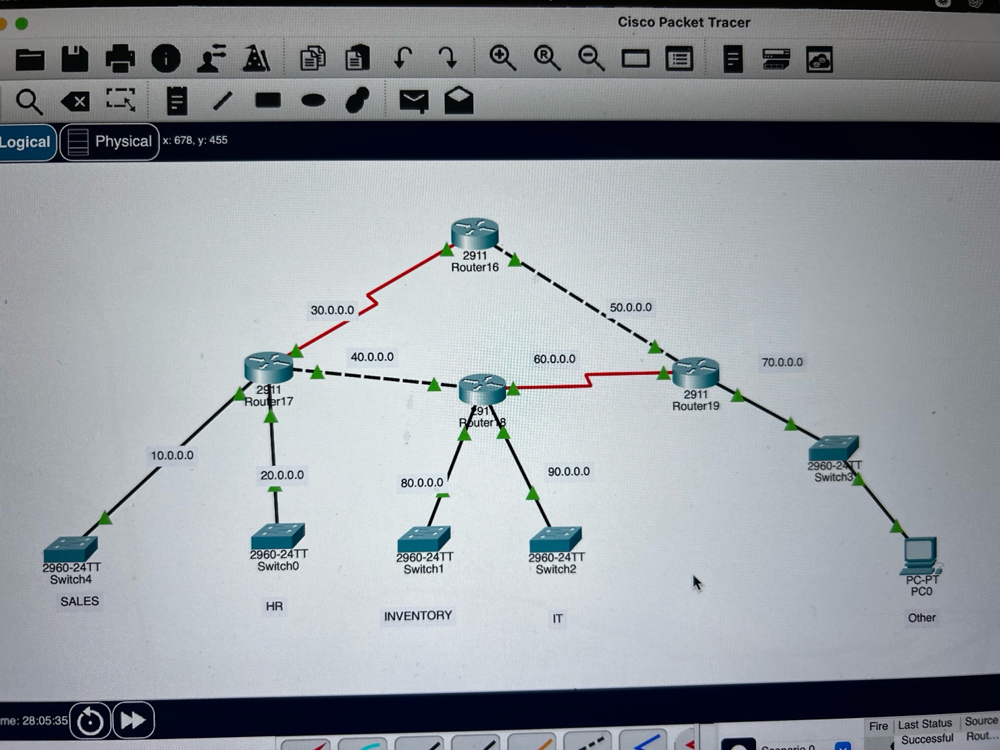 Cisco Packet Tracer
Logical
Physical
x: 678, y: 455
2911
Router16
30.0.0.0
50.0.0.0
40.0.0.0
60.0.0.0
70.0.0.0
2911
Router17
2911
Router18
2911
Router19
10.0.0.0
20.0.0.0
80.0.0.0
90.0.0.0
2960-24TT
Switch3
2960-24TT
Switch4
2960-24TT
Switch0
2960-24TT
Switch1
2960-24TT
Switch2
PC-PT
PC0
SALES
HR
INVENTORY
IT
Other
me: 28:05:35
Fire
Last Status
Source
Successful
Rout...
Scenario 0